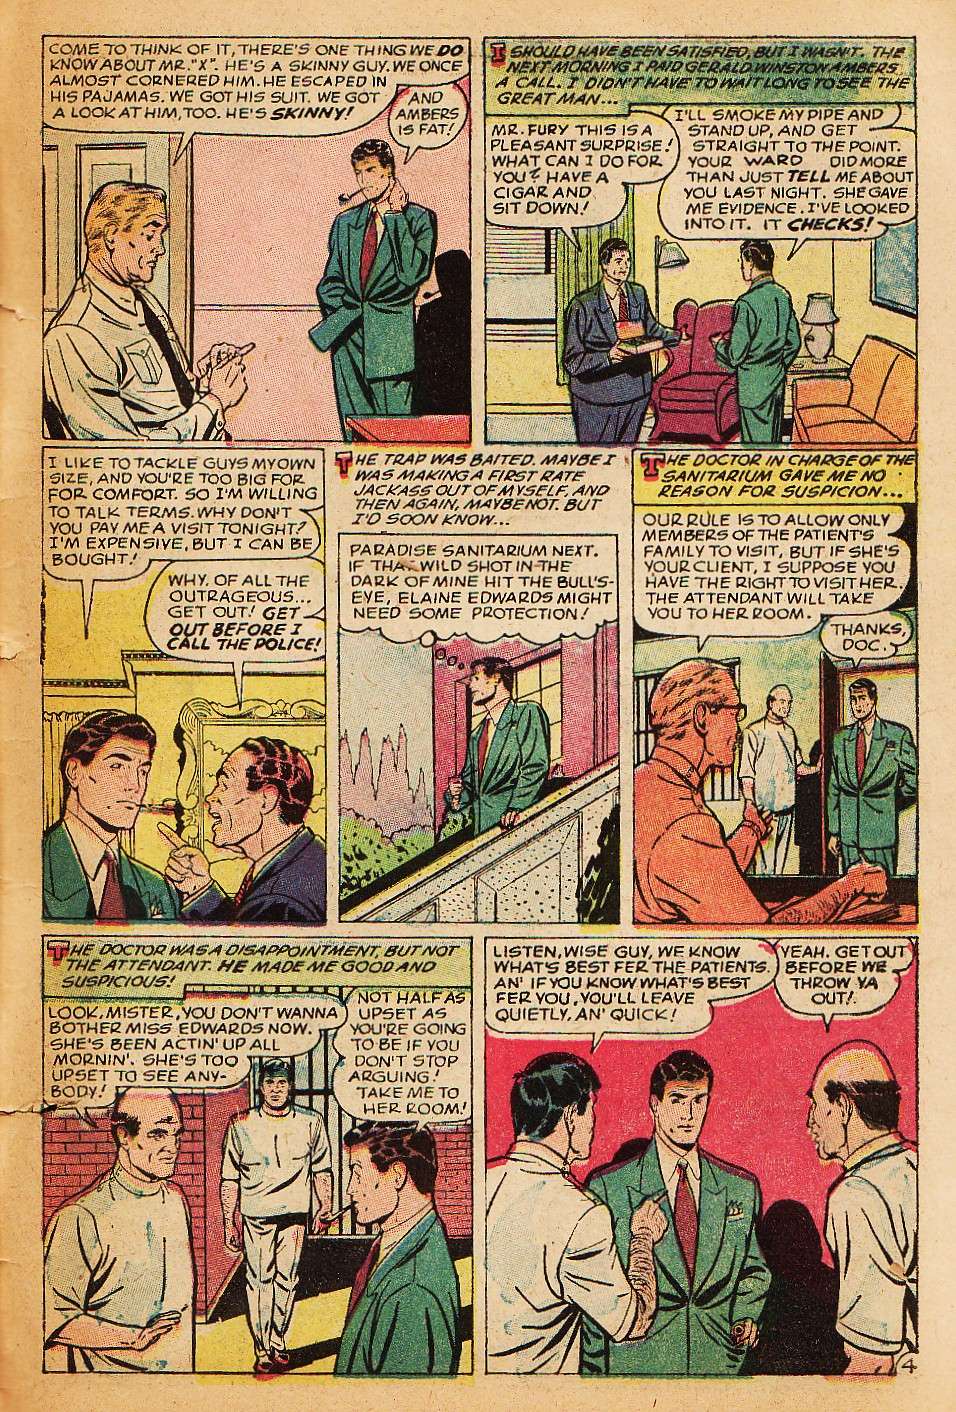 COME TO THINK OF IT, THERE'S ONE THING WE DO
KNOW ABOUT MR. "X". HE'S A SKINNY GUY. WE ONCE
ALMOST CORNERED HIM. HE ESCAPED IN
HIS PAJAMAS. WE GOT HIS SUIT. WE GOT
A LOOK AT HIM, TOO. HE'S SKINNY!
AND
AMBERS
IS FAT!
I SHOULD HAVE BEEN SATISFIED, BUT I WASN'T. THE
NEXT MORNING I PAID GERALD WINSTON AMBERS
A CALL. I DIDN'T HAVE TO WAIT LONG TO SEE THE
GREAT MAN...
MR. FURY THIS IS A
PLEASANT SURPRISE!
WHAT CAN I DO FOR
YOU? HAVE A
CIGAR AND
SIT DOWN!
I'LL SMOKE MY PIPE AND
STAND UP, AND GET
STRAIGHT TO THE POINT.
YOUR WARD DID MORE
THAN JUST TELL ME ABOUT
YOU LAST NIGHT. SHE GAVE
ME EVIDENCE. I'VE LOOKED
INTO IT. IT CHECKS!
I LIKE TO TACKLE GUYS MY OWN
SIZE, AND YOU'RE TOO BIG FOR
FOR COMFORT. SO I'M WILLING
TO TALK TERMS. WHY DON'T
YOU PAY ME A VISIT TONIGHT?
I'M EXPENSIVE, BUT I CAN BE
BOUGHT!
WHY. OF ALL THE
OUTRAGEOUS...
GET OUT! GET
OUT BEFORE I
CALL THE POLICE!
THE TRAP WAS BAITED. MAYBE I
WAS MAKING A FIRST RATE
JACKASS OUT OF MYSELF, AND
THEN AGAIN, MAYBE NOT. BUT
I'D SOON KNOW...
PARADISE SANITARIUM NEXT.
IF THAT WILD SHOT IN THE
DARK OF MINE HIT THE BULL'S-
EYE, ELAINE EDWARDS MIGHT
NEED SOME PROTECTION!
THE DOCTOR IN CHARGE OF THE
SANITARIUM GAVE ME NO
REASON FOR SUSPICION...
OUR RULE IS TO ALLOW ONLY
MEMBERS OF THE PATIENT'S
FAMILY TO VISIT, BUT IF SHE'S
YOUR CLIENT, I SUPPOSE YOU
HAVE THE RIGHT TO VISIT HER.
THE ATTENDANT WILL TAKE
YOU TO HER ROOM.
THANKS,
DOC.
THE DOCTOR WAS A DISAPPOINTMENT, BUT NOT
THE ATTENDANT. HE MADE ME GOOD AND
SUSPICIOUS!
LOOK, MISTER, YOU DON'T WANNA
BOTHER MISS EDWARDS NOW.
SHE'S BEEN ACTIN' UP ALL
MORNIN'. SHE'S TOO
UPSET TO SEE ANY-
BODY!
NOT HALF AS
UPSET AS
YOU'RE GOING
TO BE IF YOU
DON'T STOP
ARGUING!
TAKE ME TO
HER ROOM!
LISTEN, WISE GUY, WE KNOW
WHAT'S BEST FER THE PATIENTS.
AN' IF YOU KNOW WHAT'S BEST
FER YOU, YOU'LL LEAVE
QUIETLY, AN' QUICK!
YEAH. GET OUT
BEFORE WE
THROW YA
OUT!
4